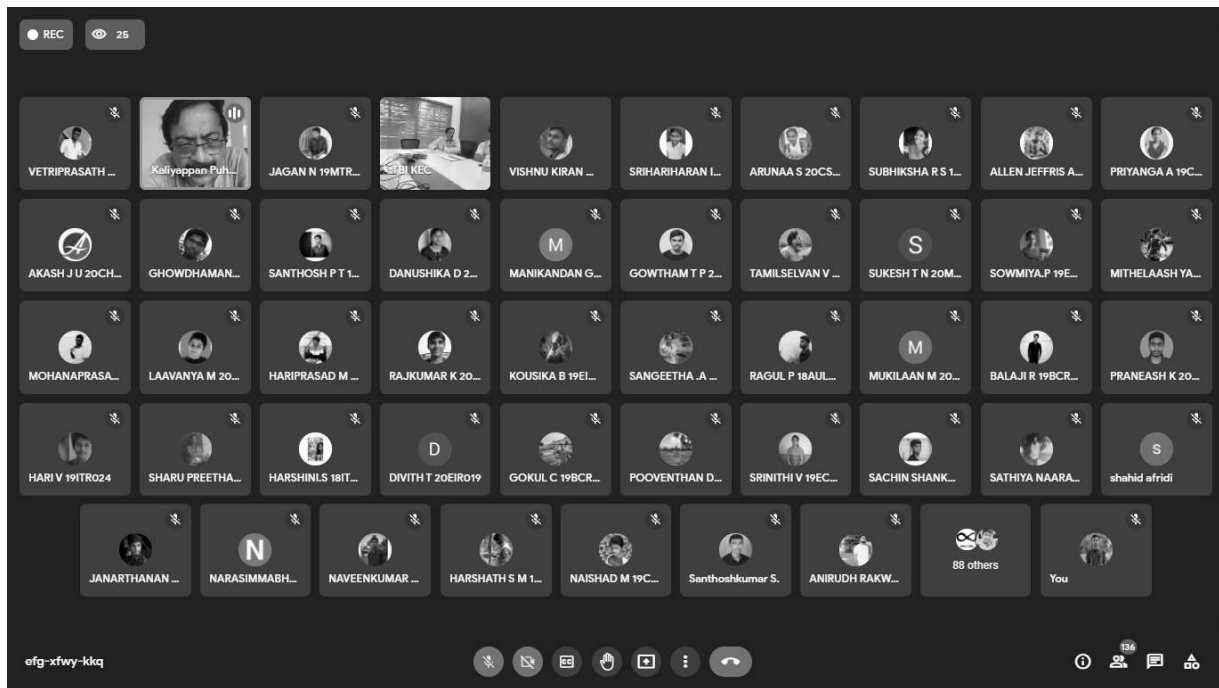 REC 25
VETRIPRASATH ... Kaliyappan Puh... JAGAN N 19MTR... TBI KEC VISHNU KIRAN ... SRIHARIHARAN I... ARUNAA S 20CS... SUBHIKSHA R S 1... ALLEN JEFFRIS A... PRIYANGA A 19C...
A M S
AKASH J U 20CH... GHOWDHAMAN... SANTHOSH P T 1... DANUSHIKA D 2... MANIKANDAN G... GOWTHAM T P 2... TAMILSELVAN V ... SUKESH T N 20M... SOWMIYA.P 19E... MITHELAASH YA...
M
MOHANAPRASA... LAAVANYA M 20... HARIPRASAD M ... RAJKUMAR K 20... KOUSIKA B 19EI... SANGEETHA .A ... RAGUL P 18AUL... MUKILAAN M 20... BALAJI R 19BCR... PRANEASH K 20...
D s
HARI V 19ITR024 SHARU PREETHA... HARSHINI.S 18IT... DIVITH T 20EIR019 GOKUL C 19BCR... POOVENTHAN D... SRINITHI V 19EC... SACHIN SHANK... SATHIYA NAARA... shahid afridi
N
JANARTHANAN ... NARASIMMABH... NAVEENKUMAR ... HARSHATH S M 1... NAISHAD M 19C... Santhoshkumar S. ANIRUDH RAKW... 88 others You
efg-xfwy-kkq CC 136